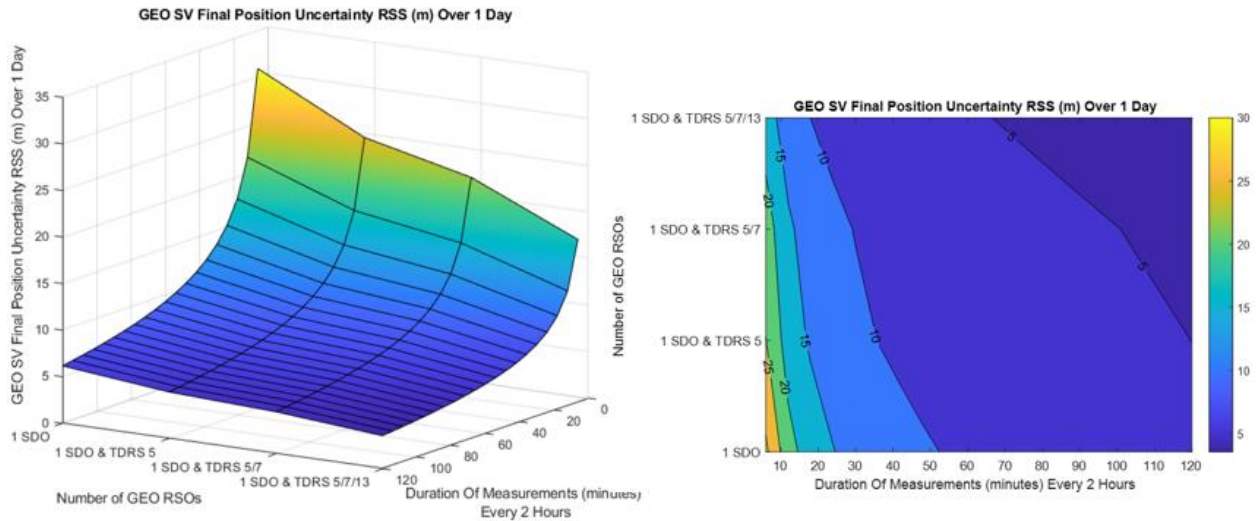 GEO SV Final Position Uncertainty RSS (m) Over 1 Day
GEO SV Final Position Uncertainty RSS (m) Over 1 Day
35
30
25
20
15
10
5
0
1 SDO
1 SDO & TDRS 5
1 SDO & TDRS 5/7
1 SDO & TDRS 5/7/13
Number of GEO RSOs
120
100
80
60
40
20
0
Duration Of Measurements (minutes)
Every 2 Hours
GEO SV Final Position Uncertainty RSS (m) Over 1 Day
Number of GEO RSOs
1 SDO & TDRS 5/7/13
1 SDO & TDRS 5/7
1 SDO & TDRS 5
1 SDO
15
10
5
20
5
15
10
25
20
10 20 30 40 50 60 70 80 90 100 110 120
Duration Of Measurements (minutes) Every 2 Hours
30
25
20
15
10
5